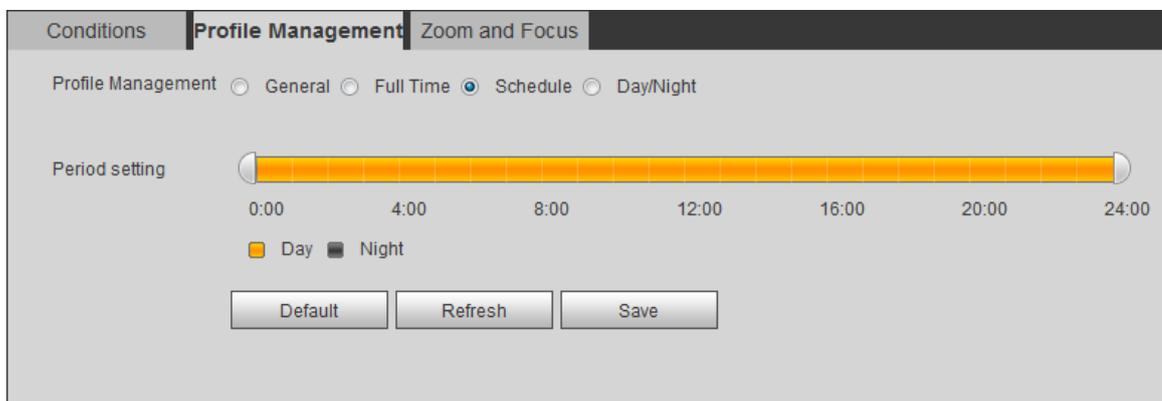 Conditions Profile Management Zoom and Focus
Profile Management General Full Time Schedule Day/Night
Period setting
0:00 4:00 8:00 12:00 16:00 20:00 24:00
Day Night
Default Refresh Save